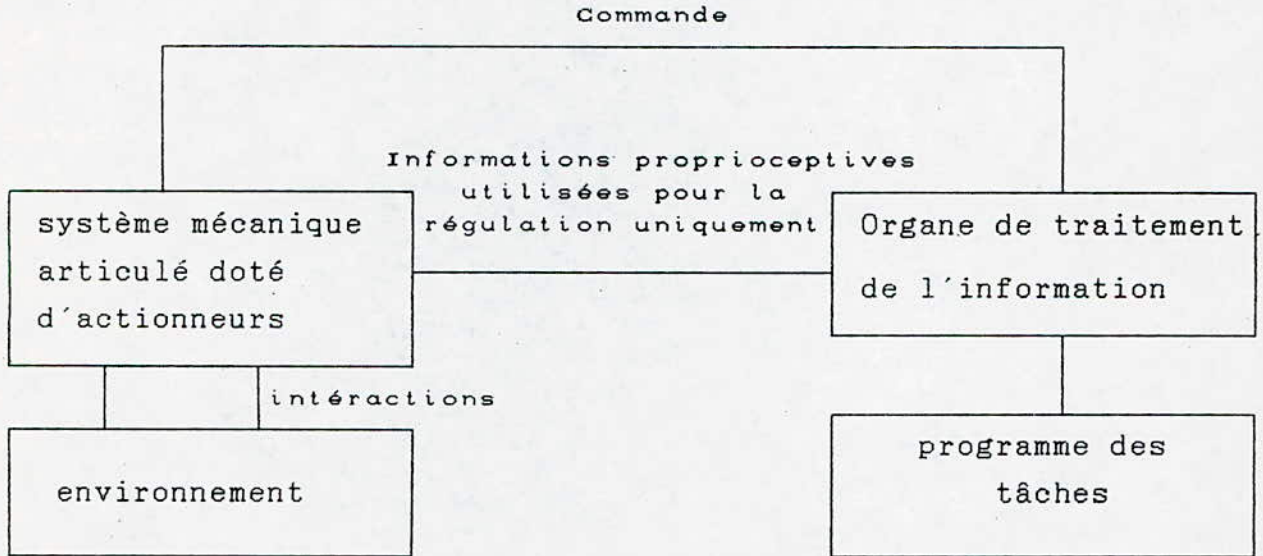 Commande
Informations proprioceptives
utilisées pour la
régulation uniquement
système mécanique
articulé doté
d'actionneurs
Organe de traitement
de l'information
intéractions
environnement
programme des
tâches